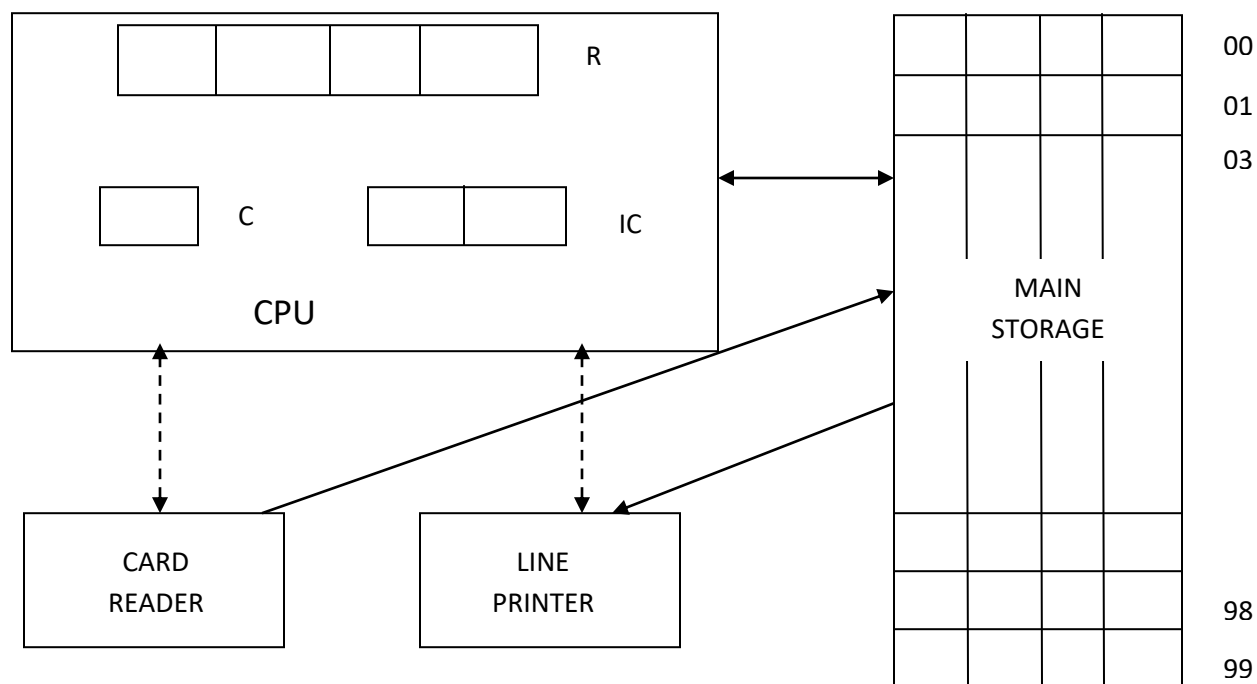 R
00
01
03
C
IC
MAIN
STORAGE
CPU
CARD
READER
LINE
PRINTER
98
99